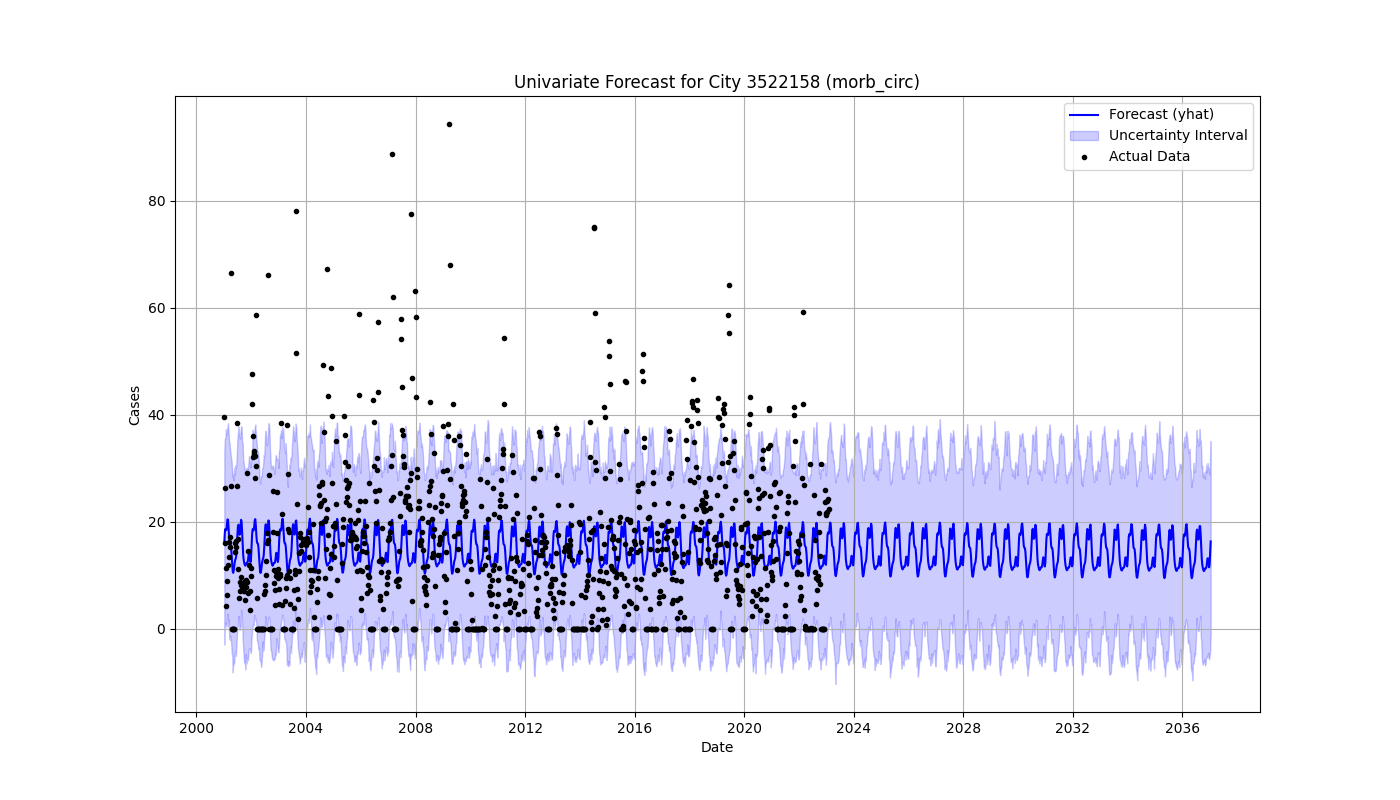 Univariate Forecast for City 3522158 (morb_circ)
Forecast (yhat)
Uncertainty Interval
Actual Data
Cases
80
60
40
20
0
2000 2004 2008 2012 2016 2020 2024 2028 2032 2036
Date